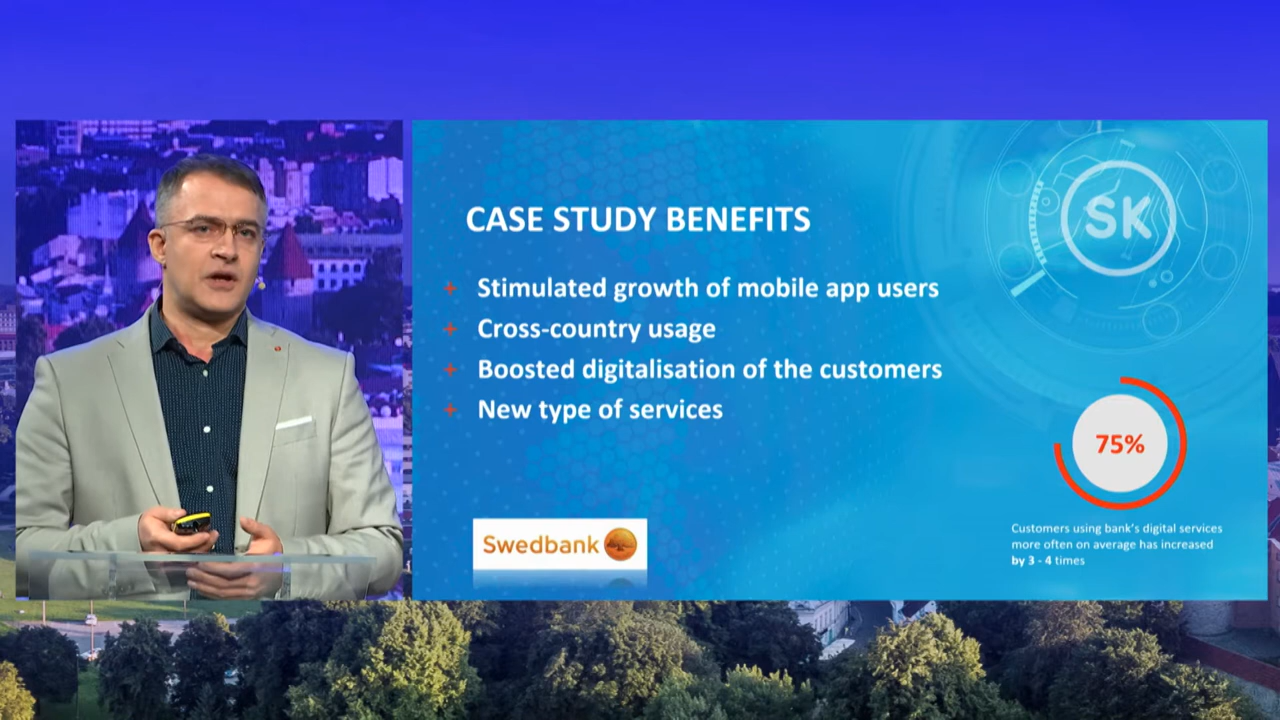 CASE STUDY BENEFITS
+ Stimulated growth of mobile app users
+ Cross-country usage
+ Boosted digitalisation of the customers
+ New type of services
Swedbank
SK
75%
Customers using bank's digital services
more often on average has increased
by 3 - 4 times